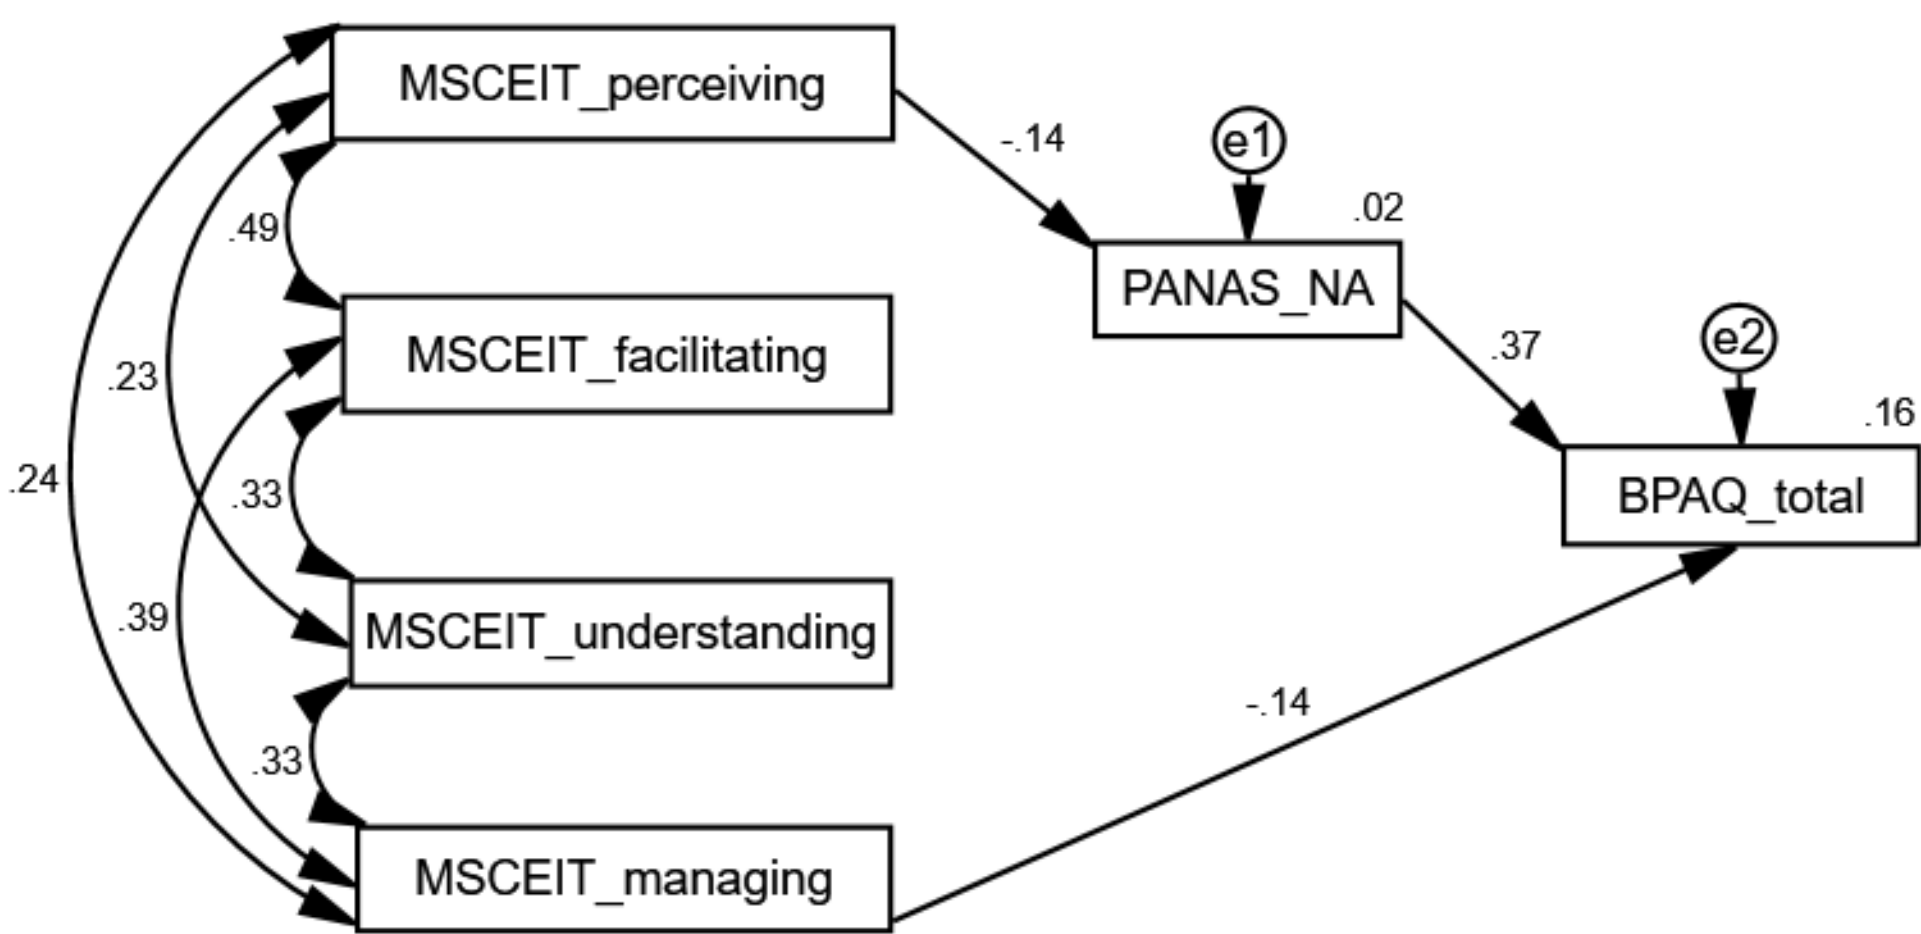 MSCEIT_perceiving
-.14
e1
.02
.49
PANAS_NA
.37
e2
MSCEIT_facilitating
.23
.16
.24
.33
BPAQ_total
.39
MSCEIT_understanding
-.14
.33
MSCEIT_managing